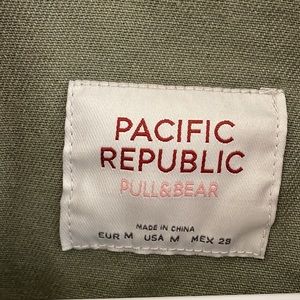 PACIFIC
REPUBLIC
PULL&BEAR
MADE IN CHINA
EUR M USA M MEX 28